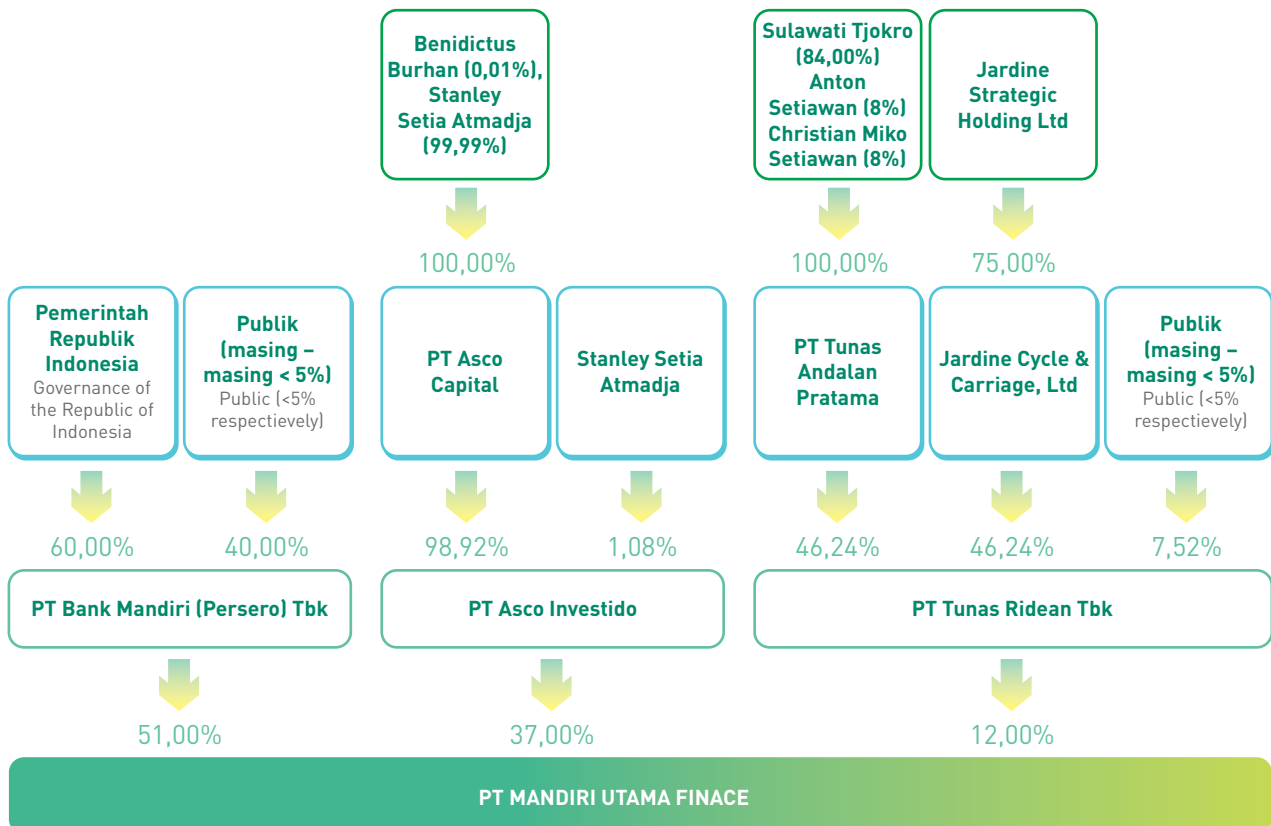 Benidictus
Burhan (0,01%),
Stanley
Setia Atmadja
(99,99%)
Sulawati Tjokro
(84,00%)
Anton
Setiawan (8%)
Christian Miko
Setiawan (8%)
Jardine
Strategic
Holding Ltd
100,00%
100,00%
75,00%
Pemerintah
Republik
Indonesia
Governance of
the Republic of
Indonesia
Publik
(masing –
masing < 5%)
Public (<5%
respectievely)
PT Asco
Capital
Stanley Setia
Atmadja
PT Tunas
Andalan
Pratama
Jardine Cycle &
Carriage, Ltd
Publik
(masing –
masing < 5%)
Public (<5%
respectievely)
60,00%
40,00%
98,92%
1,08%
46,24%
46,24%
7,52%
PT Bank Mandiri (Persero) Tbk
PT Asco Investido
PT Tunas Ridean Tbk
51,00%
37,00%
12,00%
PT MANDIRI UTAMA FINACE